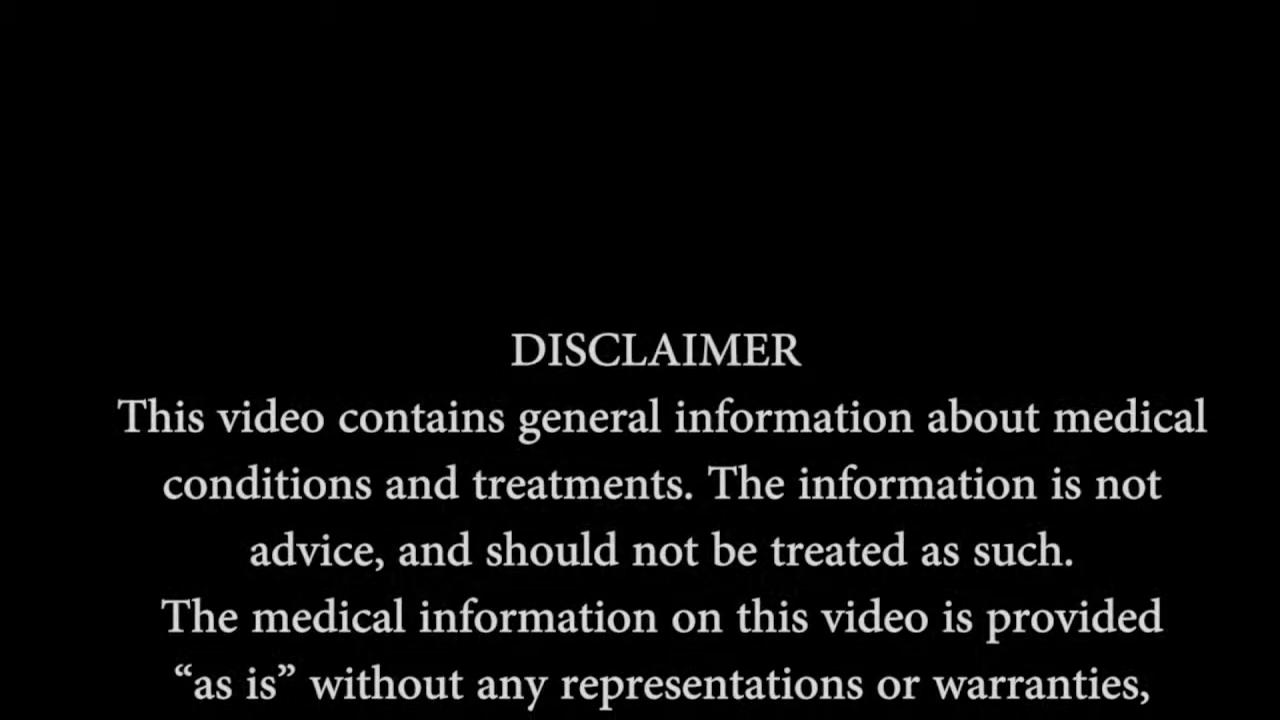 DISCLAIMER
This video contains general information about medical
conditions and treatments. The information is not
advice, and should not be treated as such.
The medical information on this video is provided
“as is” without any representations or warranties,